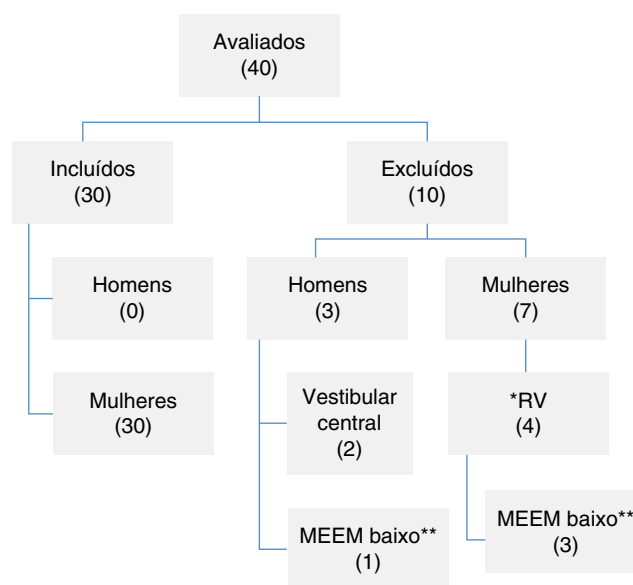 Avaliados
(40)
Incluídos
(30)
Excluídos
(10)
Homens
(0)
Homens
(3)
Mulheres
(7)
Mulheres
(30)
Vestibular
central
(2)
*RV
(4)
MEEM baixo**
(1)
MEEM baixo**
(3)